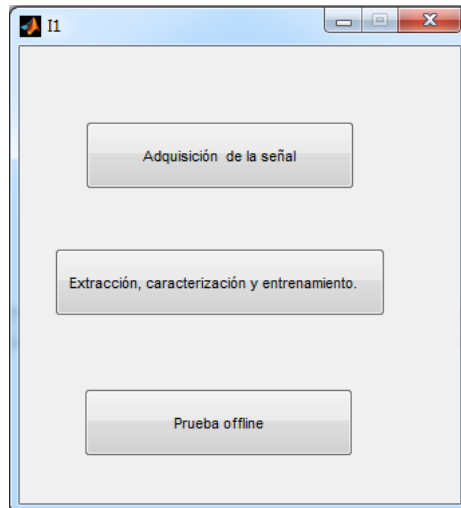 I1
Adquisición de la señal
Extracción, caracterización y entrenamiento.
Prueba offline